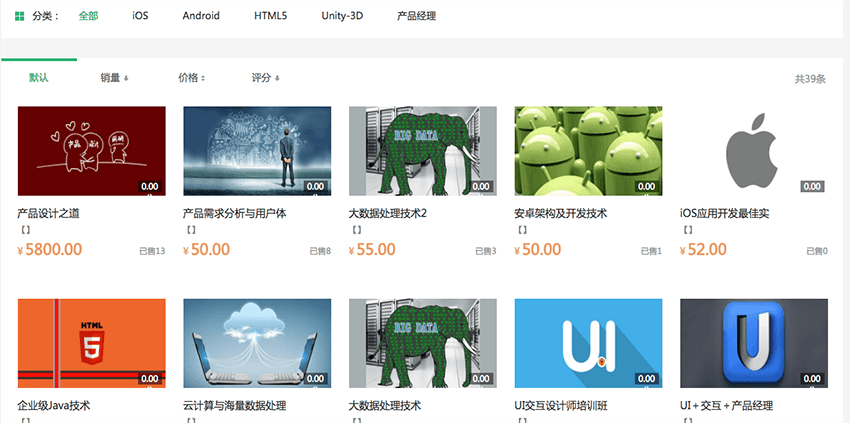 分类： 全部 iOS Android HTML5 Unity-3D 产品经理
默认 销量 价格 评分 共39条
产品 设计
0.00 0.00 BIG DATA 0.00 0.00 0.00
产品设计之道 产品需求分析与用户体 大数据处理技术2 安卓架构及开发技术 iOS应用开发最佳实
【】 【】 【】 【】 【】
¥ 5800.00 已售13 ¥ 50.00 已售8 ¥ 55.00 已售3 ¥ 50.00 已售1 ¥ 52.00 已售0
HTML 5 0.00 0.00 BIG DATA 0.00 UI 0.00 U 0.00
企业级Java技术 云计算与海量数据处理 大数据处理技术 UI交互设计师培训班 UI＋交互＋产品经理